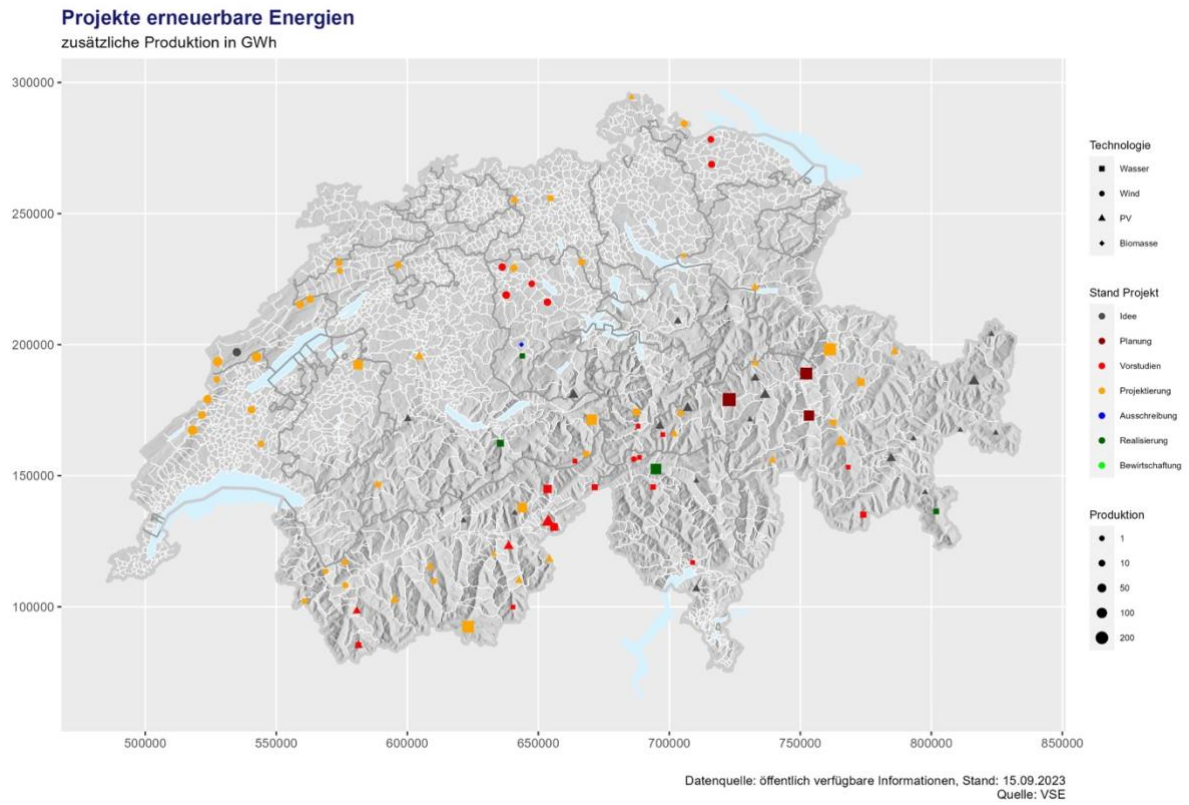 Projekte erneuerbare Energien
zusätzliche Produktion in GWh
300000
250000
200000
150000
100000
500000 550000 600000 650000 700000 750000 800000 850000
Technologie
Wasser
Wind
PV
Biomasse
Stand Projekt
Idee
Planung
Vorstudien
Projektierung
Ausschreibung
Realisierung
Bewirtschaftung
Produktion
1
10
50
100
200
Datenquelle: öffentlich verfügbare Informationen, Stand: 15.09.2023
Quelle: VSE